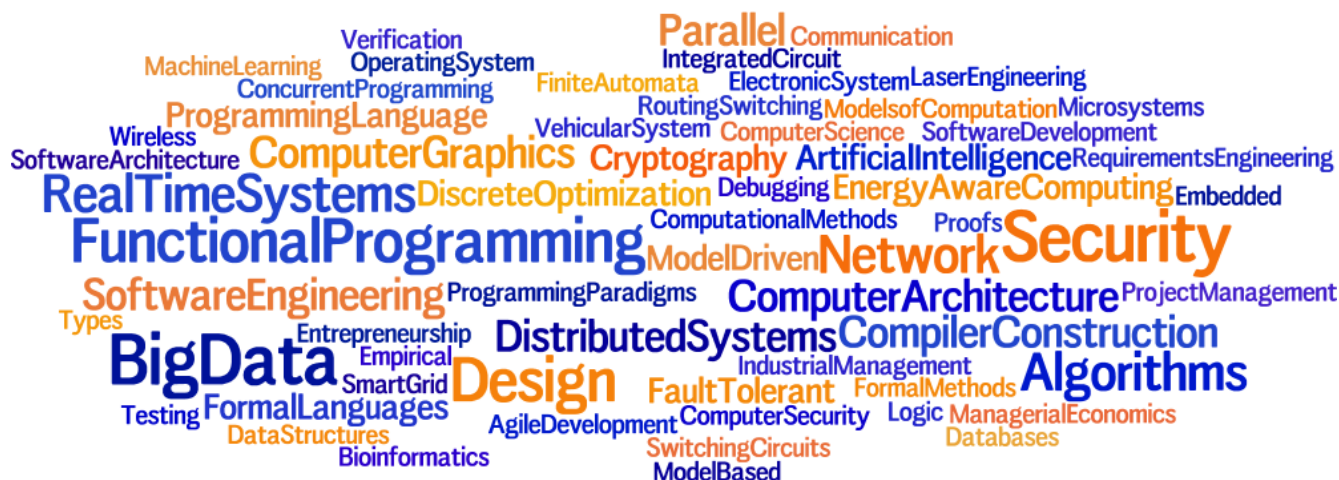 Parallel Communication
Verification
MachineLearning OperatingSystem IntegratedCircuit
ConcurrentProgramming FiniteAutomata ElectronicSystem LaserEngineering
ProgrammingLanguage RoutingSwitching ModelsofComputation Microsystems
Wireless VehicularSystem ComputerScience SoftwareDevelopment
SoftwareArchitecture ComputerGraphics Cryptography ArtificialIntelligence RequirementsEngineering
RealTimeSystems DiscreteOptimization Debugging EnergyAwareComputing Embedded
FunctionalProgramming ComputationalMethods Proofs Security
ModelDriven Network
SoftwareEngineering ProgrammingParadigms ComputerArchitecture ProjectManagement
Types Entrepreneurship DistributedSystems CompilerConstruction
BigData Empirical IndustrialManagement Algorithms
SmartGrid Design FaultTolerant FormalMethods
Testing FormalLanguages AgileDevelopment ComputerSecurity Logic ManagerialEconomics
DataStructures SwitchingCircuits Databases
Bioinformatics ModelBased